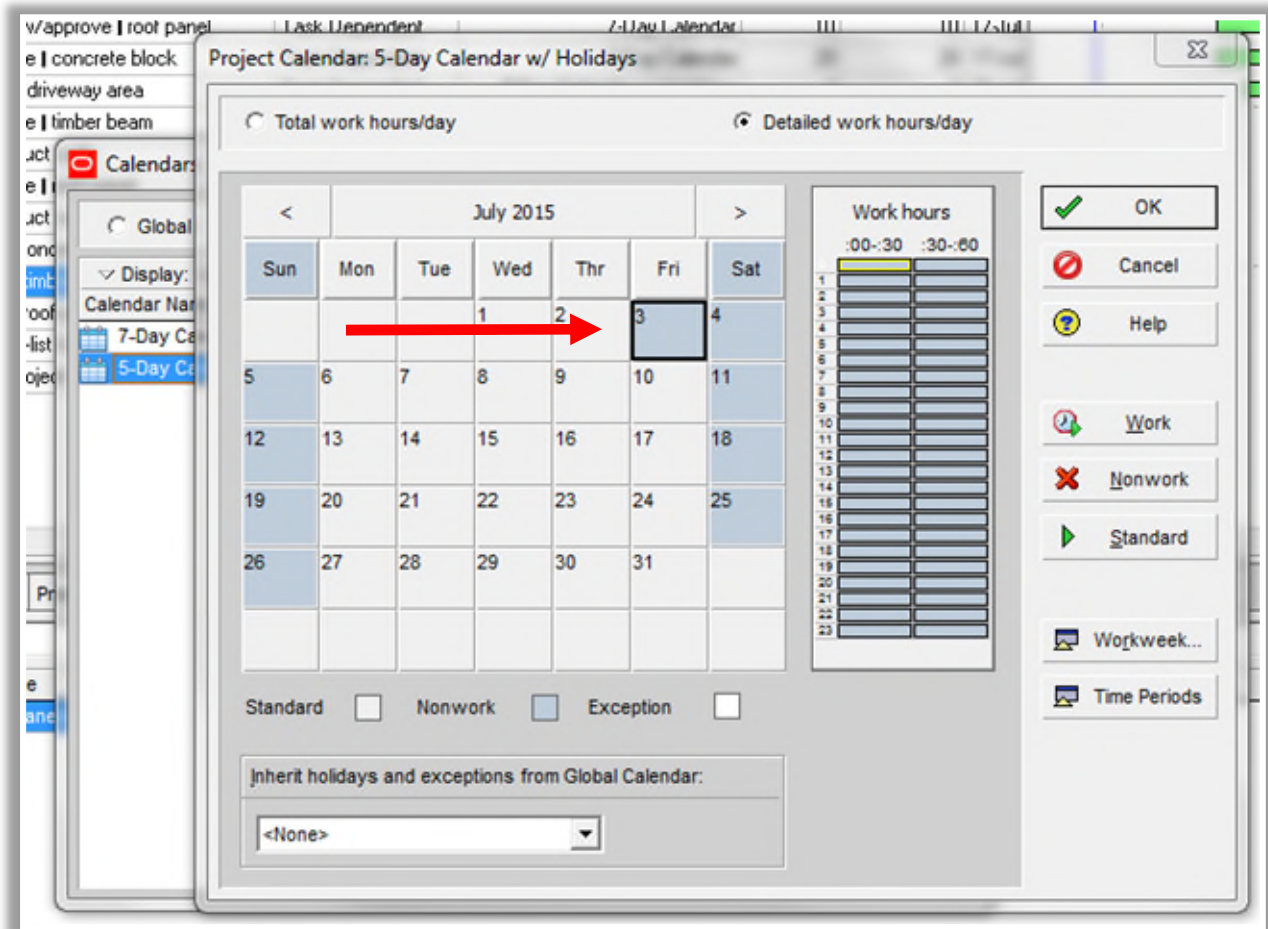 w/approve | roof panel Task Dependent 7-Day Calendar
e | concrete block
driveway area
e | timber beam
Project Calendar: 5-Day Calendar w/ Holidays
Total work hours/day Detailed work hours/day
Calendars
Global
Display:
Calendar Nar
7-Day Ca
5-Day Ca
< July 2015 >
Sun Mon Tue Wed Thr Fri Sat
1 2 3 4
5 6 7 8 9 10 11
12 13 14 15 16 17 18
19 20 21 22 23 24 25
26 27 28 29 30 31
Work hours
:00-:30 :30-:60
1
2
3
4
5
6
7
8
9
10
11
12
13
14
15
16
17
18
19
20
21
22
23
OK
Cancel
Help
Work
Nonwork
Standard
Workweek...
Time Periods
Standard Nonwork Exception
Inherit holidays and exceptions from Global Calendar:
<None>